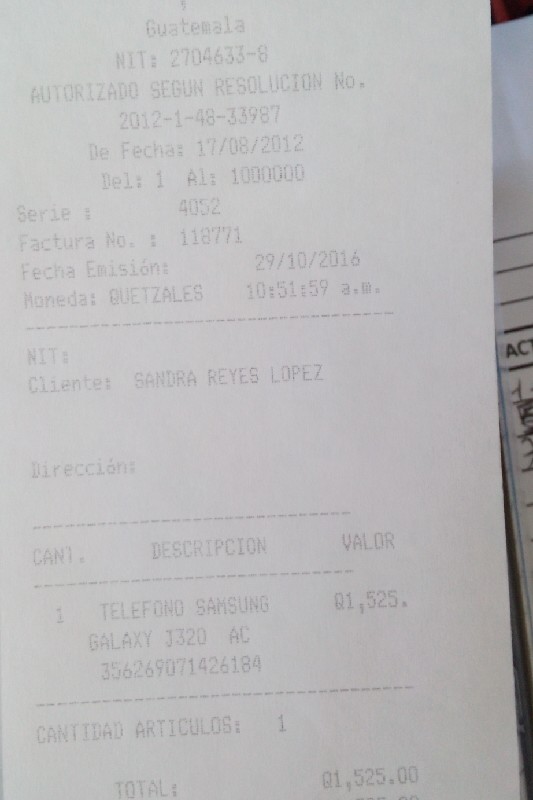 Guatemala
NIT: 2704633-8
AUTORIZADO SEGUN RESOLUCION No.
2012-1-48-33987
De Fecha: 17/08/2012
Del: 1 Al: 1000000
Serie : 4052
Factura No. : 118771
Fecha Emisión: 29/10/2016
Moneda: QUETZALES 10:51:59 a.m.
NIT:
Cliente: SANDRA REYES LOPEZ
Dirección:
CANT. DESCRIPCION VALOR
1 TELEFONO SAMSUNG Q1,525.
GALAXY J320 AC
356269071426184
CANTIDAD ARTICULOS: 1
TOTAL: Q1,525.00
ACT